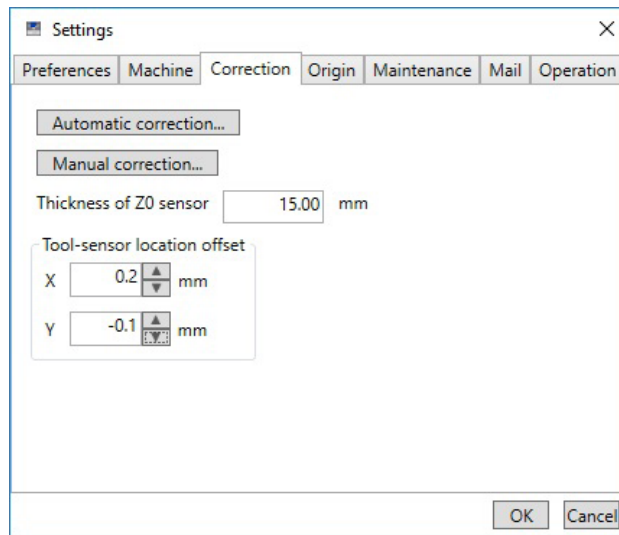 Settings
Preferences Machine Correction Origin Maintenance Mail Operation
Automatic correction...
Manual correction...
Thickness of Z0 sensor 15.00 mm
Tool-sensor location offset
X 0.2 mm
Y -0.1 mm
OK Cancel